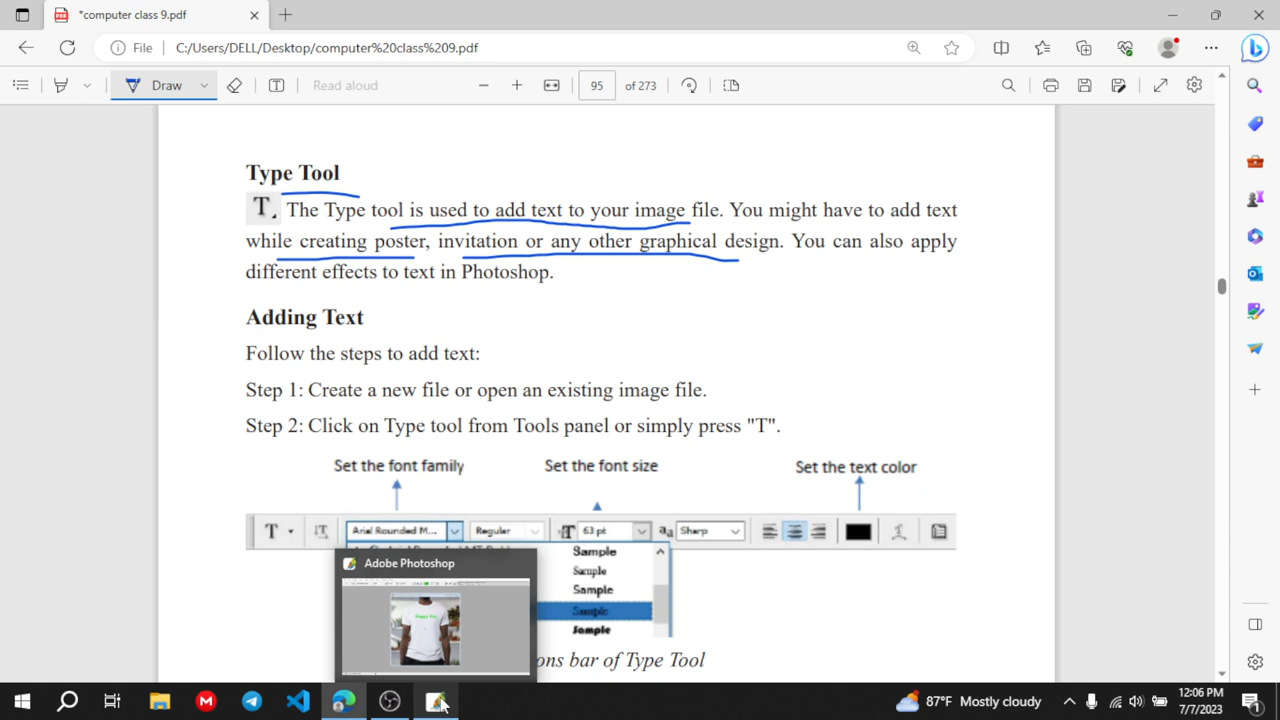 *computer class 9.pdf
File C:/Users/DELL/Desktop/computer%20class%209.pdf
Draw Read aloud 95 of 273
Type Tool
T The Type tool is used to add text to your image file. You might have to add text
while creating poster, invitation or any other graphical design. You can also apply
different effects to text in Photoshop.
Adding Text
Follow the steps to add text:
Step 1: Create a new file or open an existing image file.
Step 2: Click on Type tool from Tools panel or simply press "T".
Set the font family Set the font size Set the text color
T Arial Rounded M... Regular 63 pt Sharp
Sample
Adobe Photoshop
Sample
Sample
Sample
Sample
ons bar of Type Tool
87°F Mostly cloudy
12:06 PM
7/7/2023